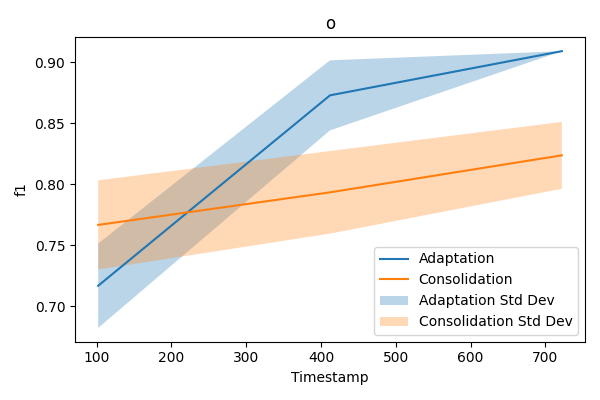 o
f1
0.90
0.85
0.80
0.75
0.70
100 200 300 400 500 600 700
Timestamp
Adaptation
Consolidation
Adaptation Std Dev
Consolidation Std Dev